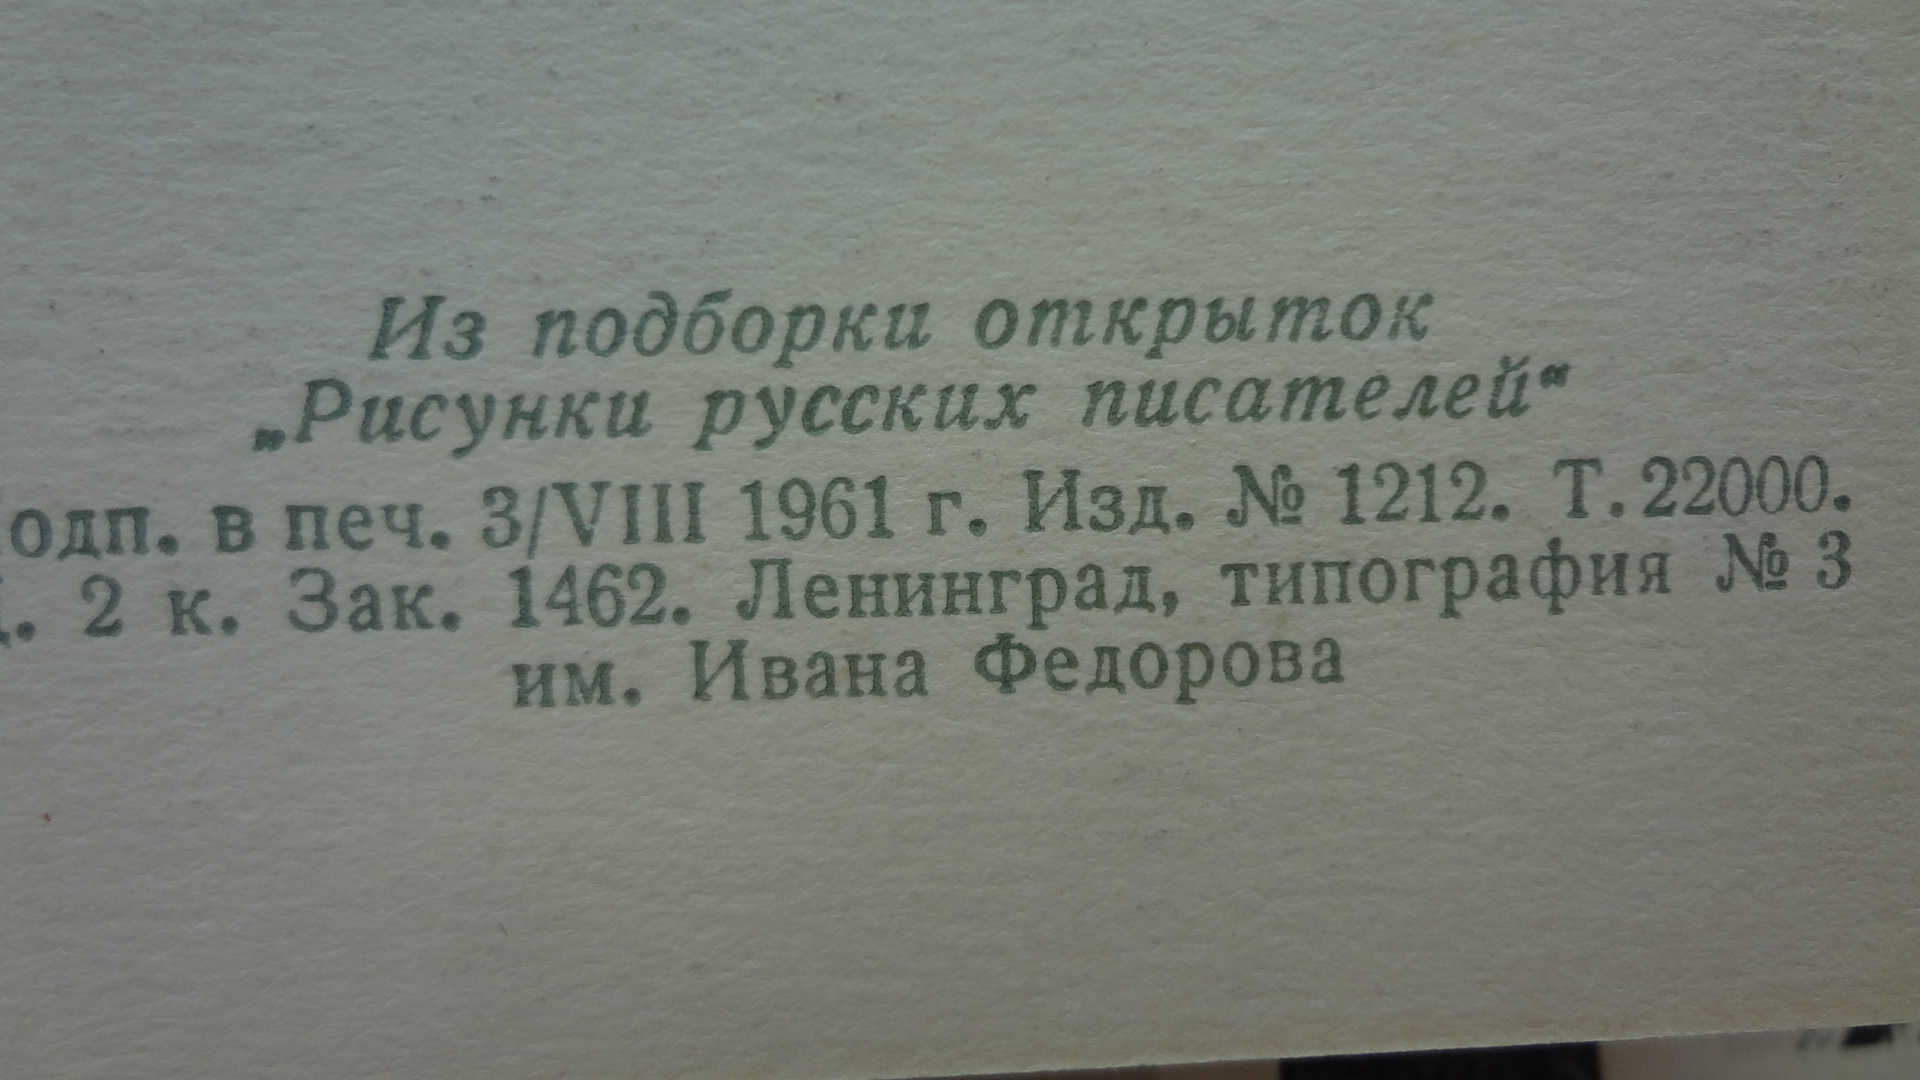 Из подборки открыток
„Рисунки русских писателей“
одп. в печ. 3/VIII 1961 г. Изд. № 1212. Т. 22000.
. 2 к. Зак. 1462. Ленинград, типография № 3
им. Ивана Федорова